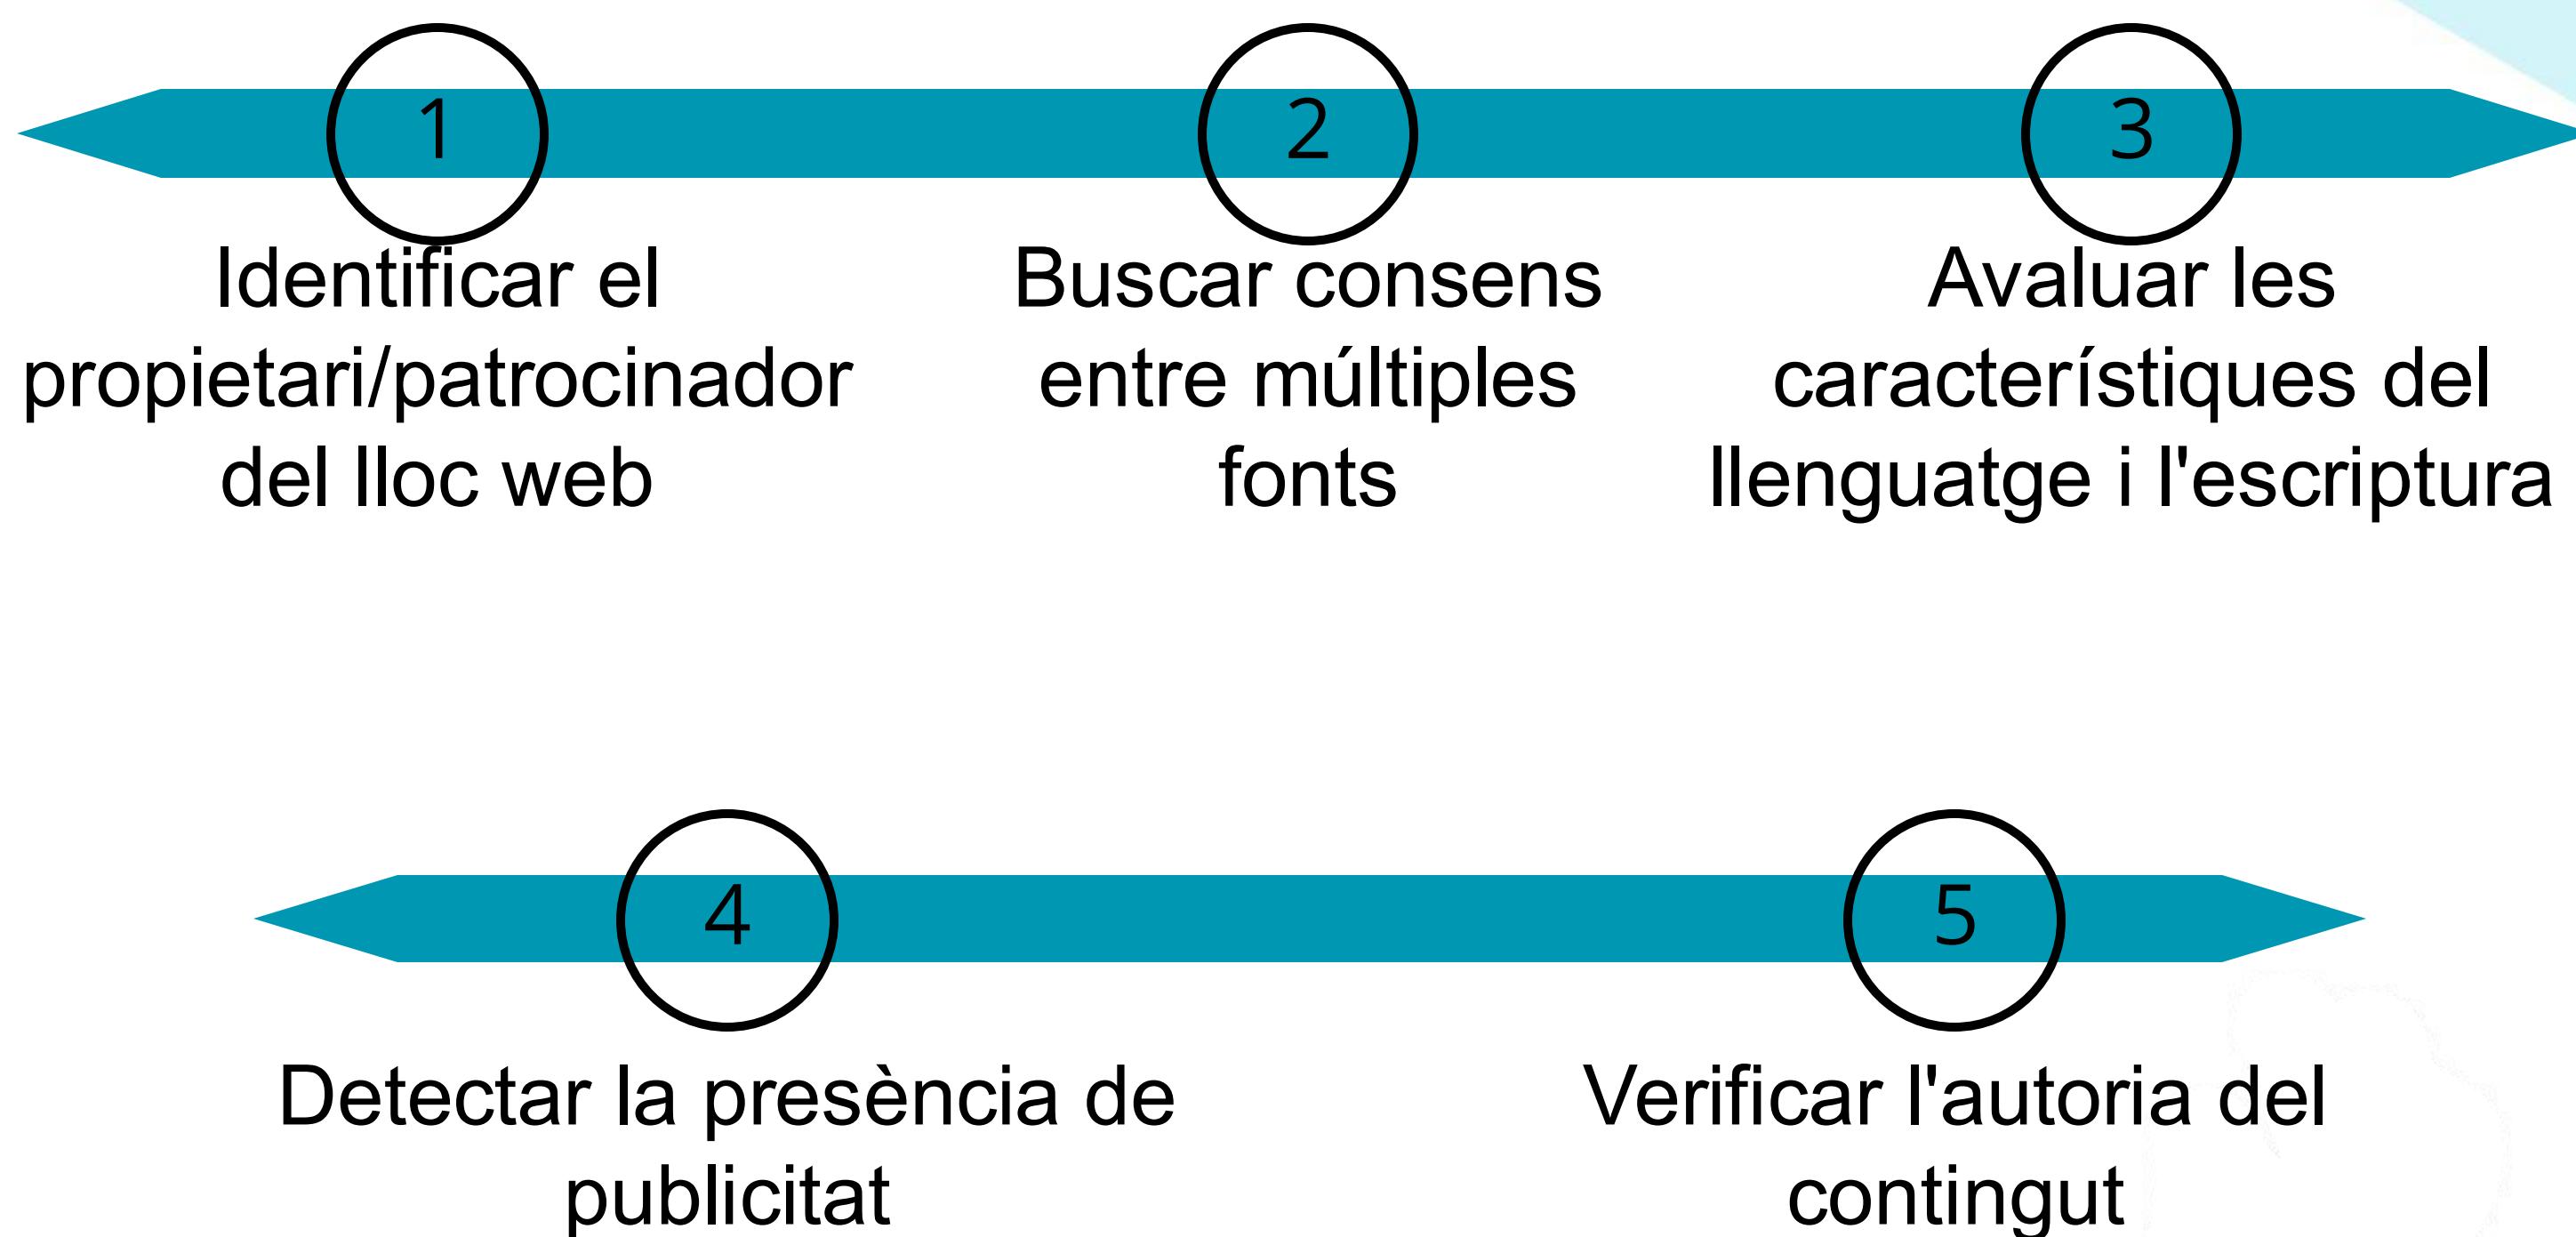 1
Identificar el
propietari/patrocinador
del lloc web
2
Buscar consens
entre múltiples
fonts
3
Avaluar les
característiques del
llenguatge i l'escriptura
4
Detectar la presència de
publicitat
5
Verificar l'autoria del
contingut